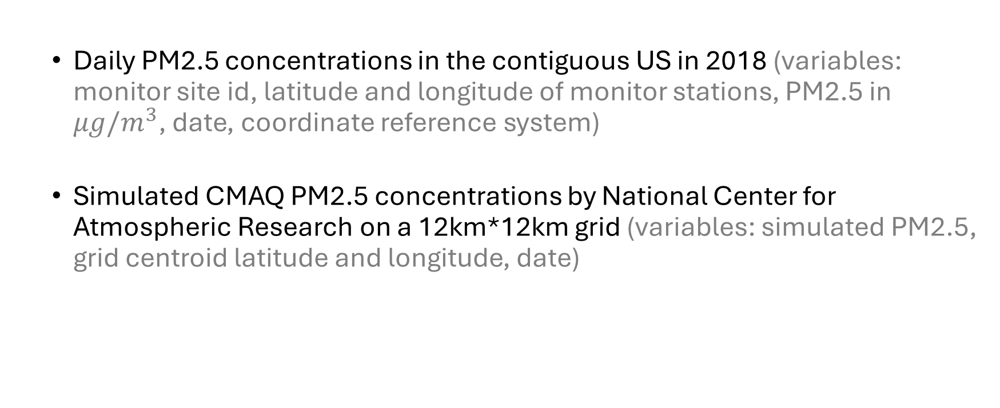 • Daily PM2.5 concentrations in the contiguous US in 2018 (variables:
monitor site id, latitude and longitude of monitor stations, PM2.5 in
μg/m³, date, coordinate reference system)
• Simulated CMAQ PM2.5 concentrations by National Center for
Atmospheric Research on a 12km*12km grid (variables: simulated PM2.5,
grid centroid latitude and longitude, date)